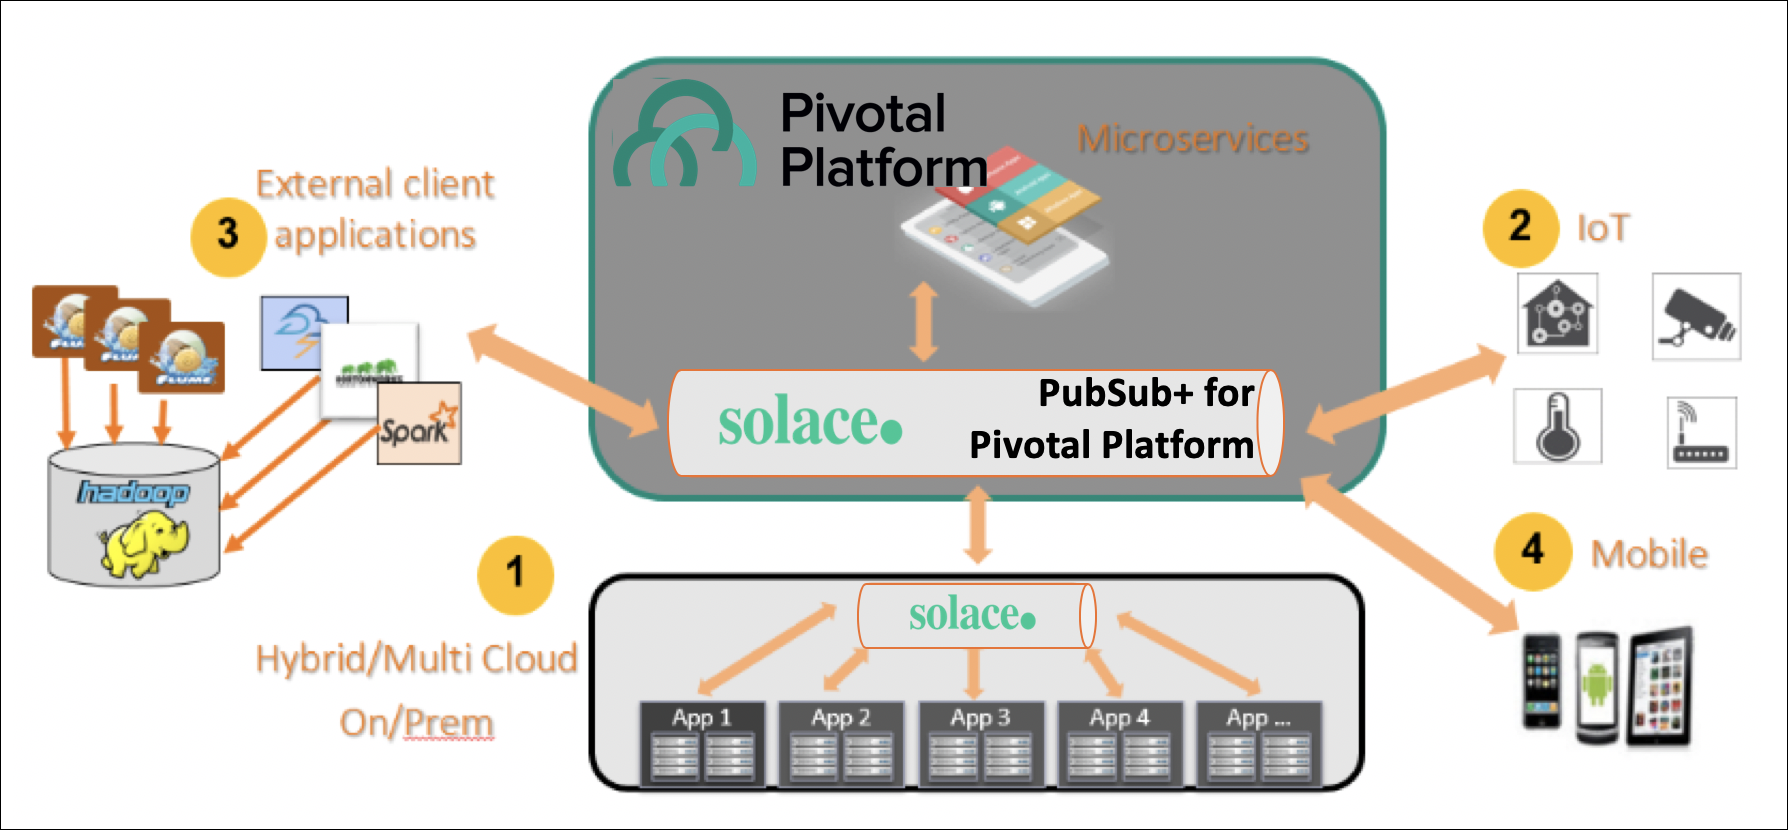 Pivotal
Platform
Microservices
External client
applications
3
2
IoT
FLUME
HORTONWORKS
Spark
hadoop
solace.
PubSub+ for
Pivotal Platform
1
Hybrid/Multi Cloud
On/Prem
4
Mobile
solace.
App 1
App 2
App 3
App 4
App ...